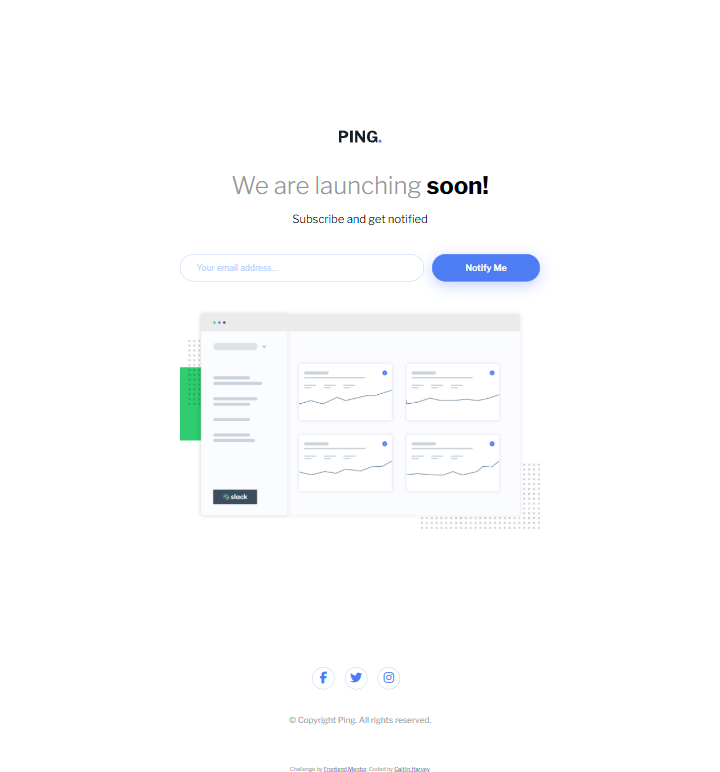 PING.
We are launching soon!
Subscribe and get notified
Your email address...
Notify Me
slack
© Copyright Ping. All rights reserved.
Challenge by Frontend Mentor. Coded by Caitlin Harvey.